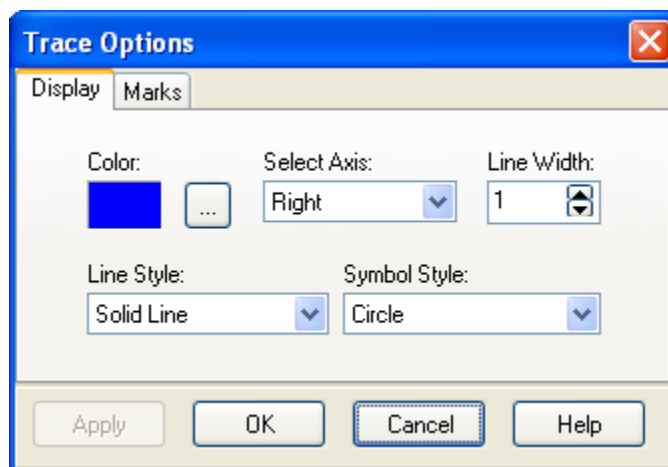 Trace Options
Display Marks
Color: Select Axis: Line Width:
... Right 1
Line Style: Symbol Style:
Solid Line Circle
Apply OK Cancel Help